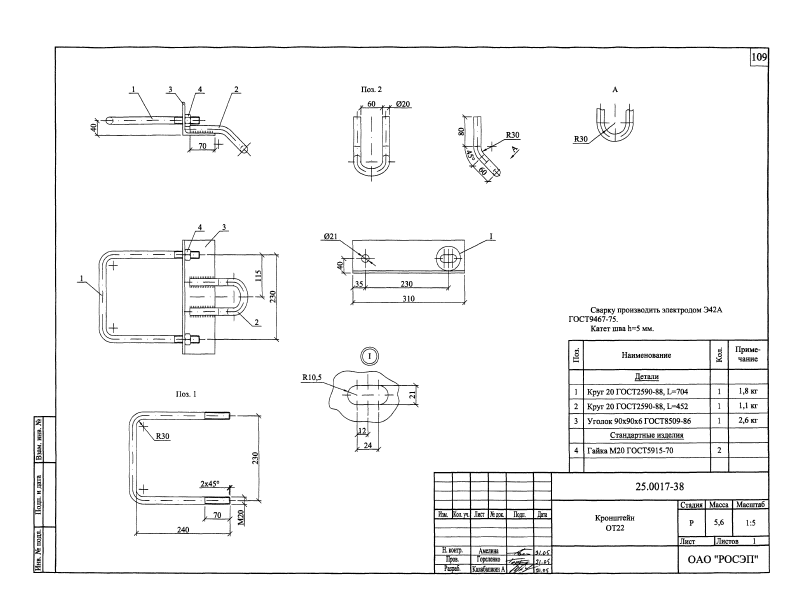 109
1
3
4
2
40
70
Поз. 2
60
Ø20
80
R30
45°
60
A
A
R30
4
3
1
115
230
2
Ø21
I
40
35
230
310
I
R10,5
21
12
24
Поз. 1
R30
230
2x45°
70
M20
240
Сварку производить электродом Э42А
ГОСТ9467-75.
Катет шва h=5 мм.
Поз. Наименование Кол. Приме-
чание
Детали
1 Круг 20 ГОСТ2590-88, L=704 1 1,8 кг
2 Круг 20 ГОСТ2590-88, L=452 1 1,1 кг
3 Уголок 90х90х6 ГОСТ8509-86 1 2,6 кг
Стандартные изделия
4 Гайка М20 ГОСТ5915-70 2
25.0017-38
Изм. Кол. уч. Лист № док. Подп. Дата
Кронштейн
ОТ22
Стадия Масса Масштаб
Р 5,6 1:5
Лист Листов 1
Н. контр. Амелина
Пров.
Разраб.
ОАО "РОСЭП"
Взам. инв. №
Подп. и дата
Инв. № подл.